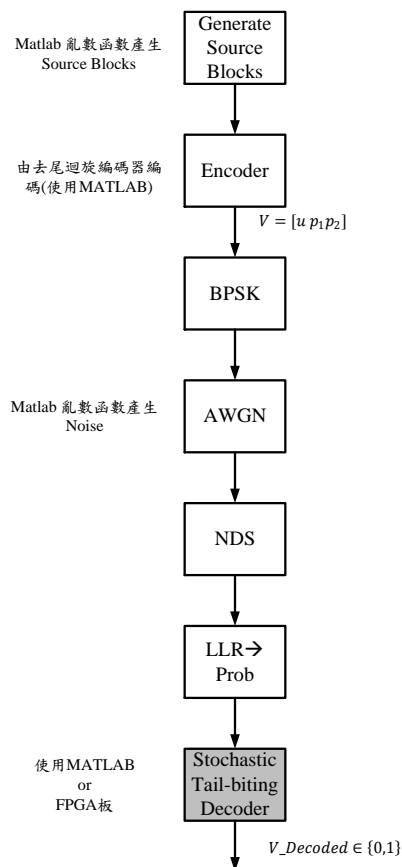 Matlab 亂數函數產生
Source Blocks
Generate
Source
Blocks
由去尾迴旋編碼器編
碼(使用MATLAB)
Encoder
V = [u p₁p₂]
BPSK
Matlab 亂數函數產生
Noise
AWGN
NDS
LLR→
Prob
使用MATLAB
or
FPGA板
Stochastic
Tail-biting
Decoder
V_Decoded ∈ {0,1}